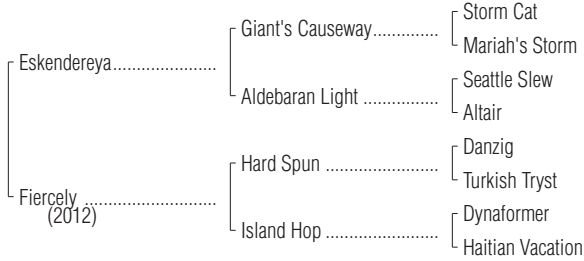 Storm Cat
Giant's Causeway..............
Mariah's Storm
Eskendereya......................
Seattle Slew
Aldebaran Light ................
Altair
Danzig
Hard Spun ........................
Turkish Tryst
Fiercely ............................
(2012)
Dynaformer
Island Hop ........................
Haitian Vacation